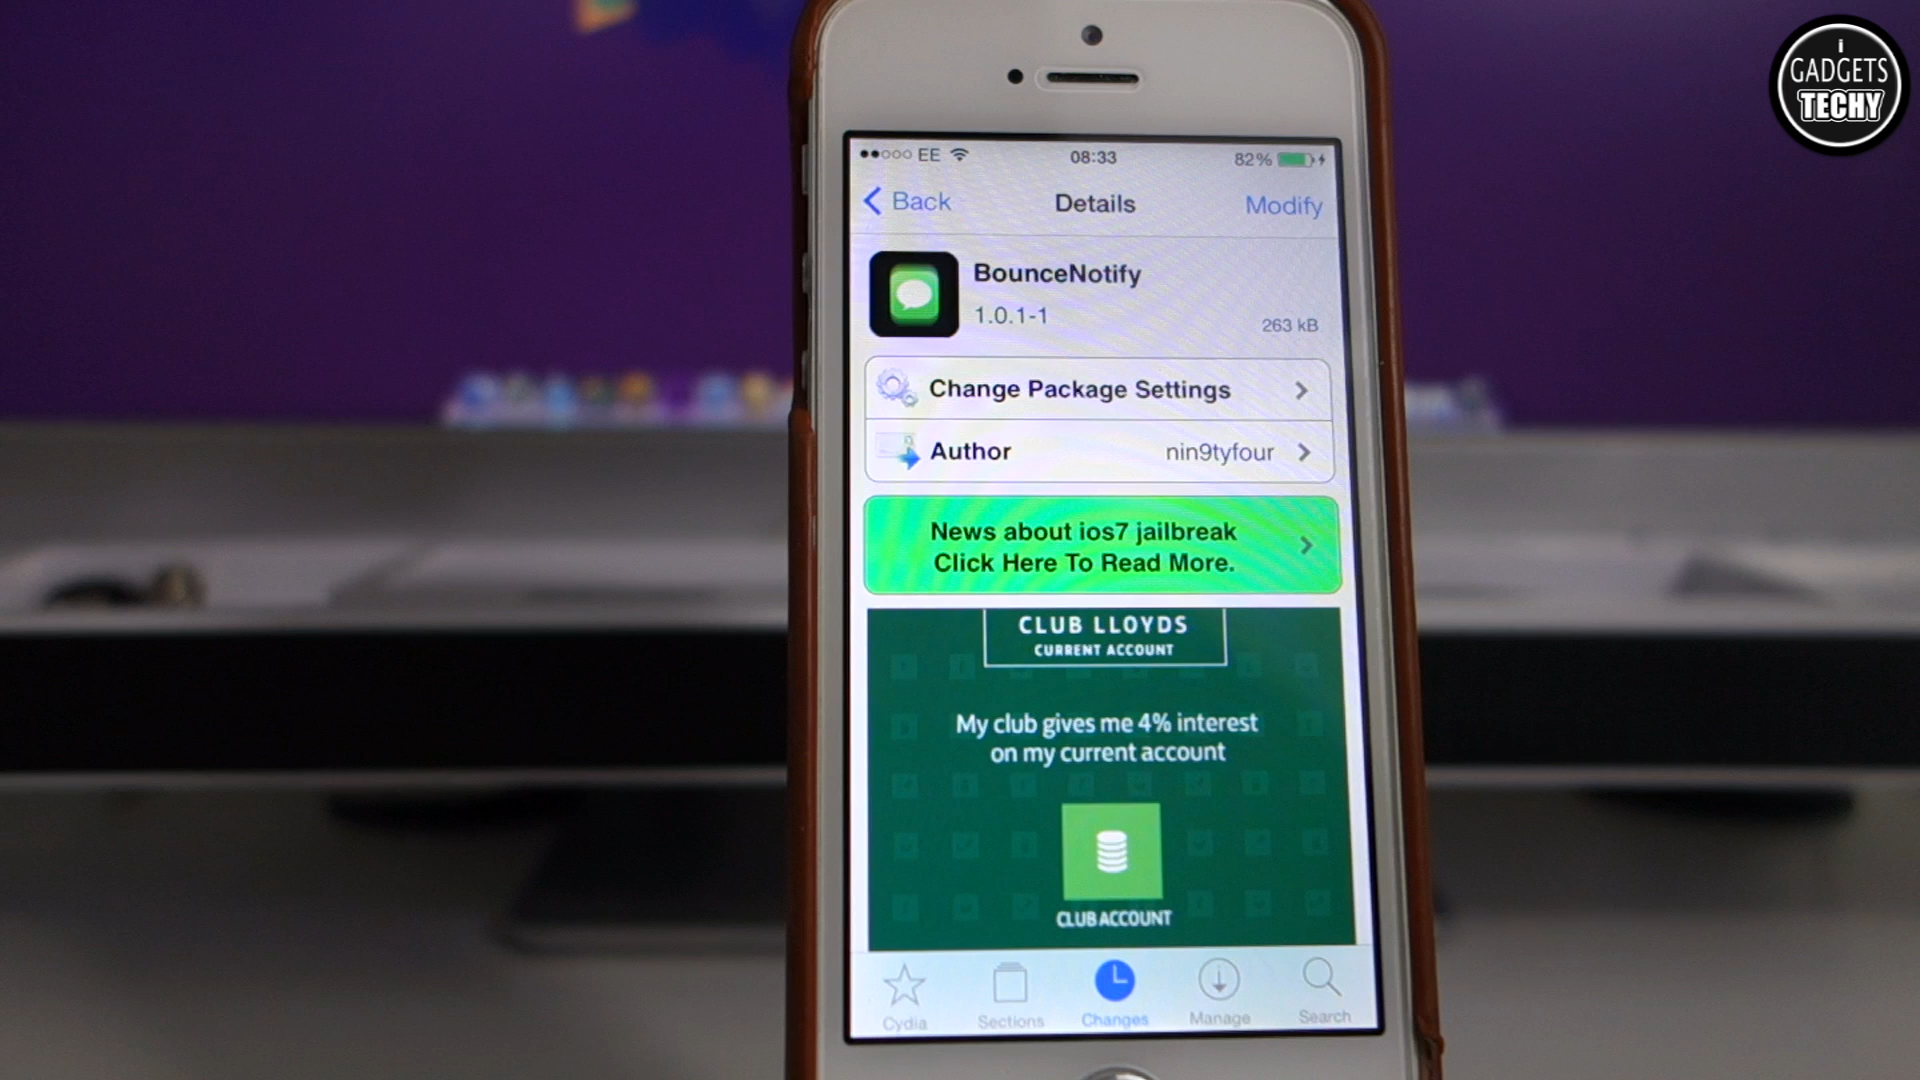 i
GADGETS
TECHY
EE 08:33 82%
Back Details Modify
BounceNotify
1.0.1-1
263 kB
Change Package Settings
Author nin9tyfour
News about ios7 jailbreak
Click Here To Read More.
CLUB LLOYDS
CURRENT ACCOUNT
My club gives me 4% interest
on my current account
CLUB ACCOUNT
Cydia Sections Changes Manage Search